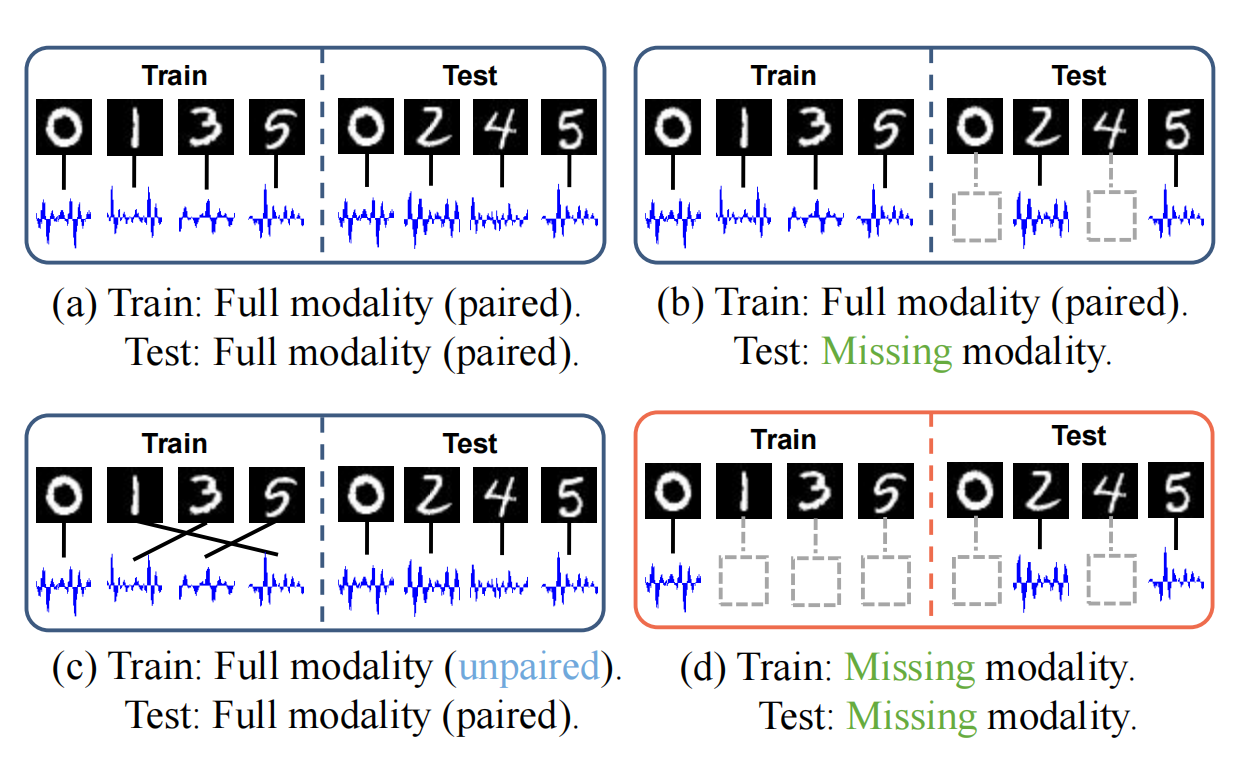 Train Test
0 1 3 5 0 2 4 5
(a) Train: Full modality (paired).
Test: Full modality (paired).
Train Test
0 1 3 5 0 2 4 5
(b) Train: Full modality (paired).
Test: Missing modality.
Train Test
0 1 3 5 0 2 4 5
(c) Train: Full modality (unpaired).
Test: Full modality (paired).
Train Test
0 1 3 5 0 2 4 5
(d) Train: Missing modality.
Test: Missing modality.